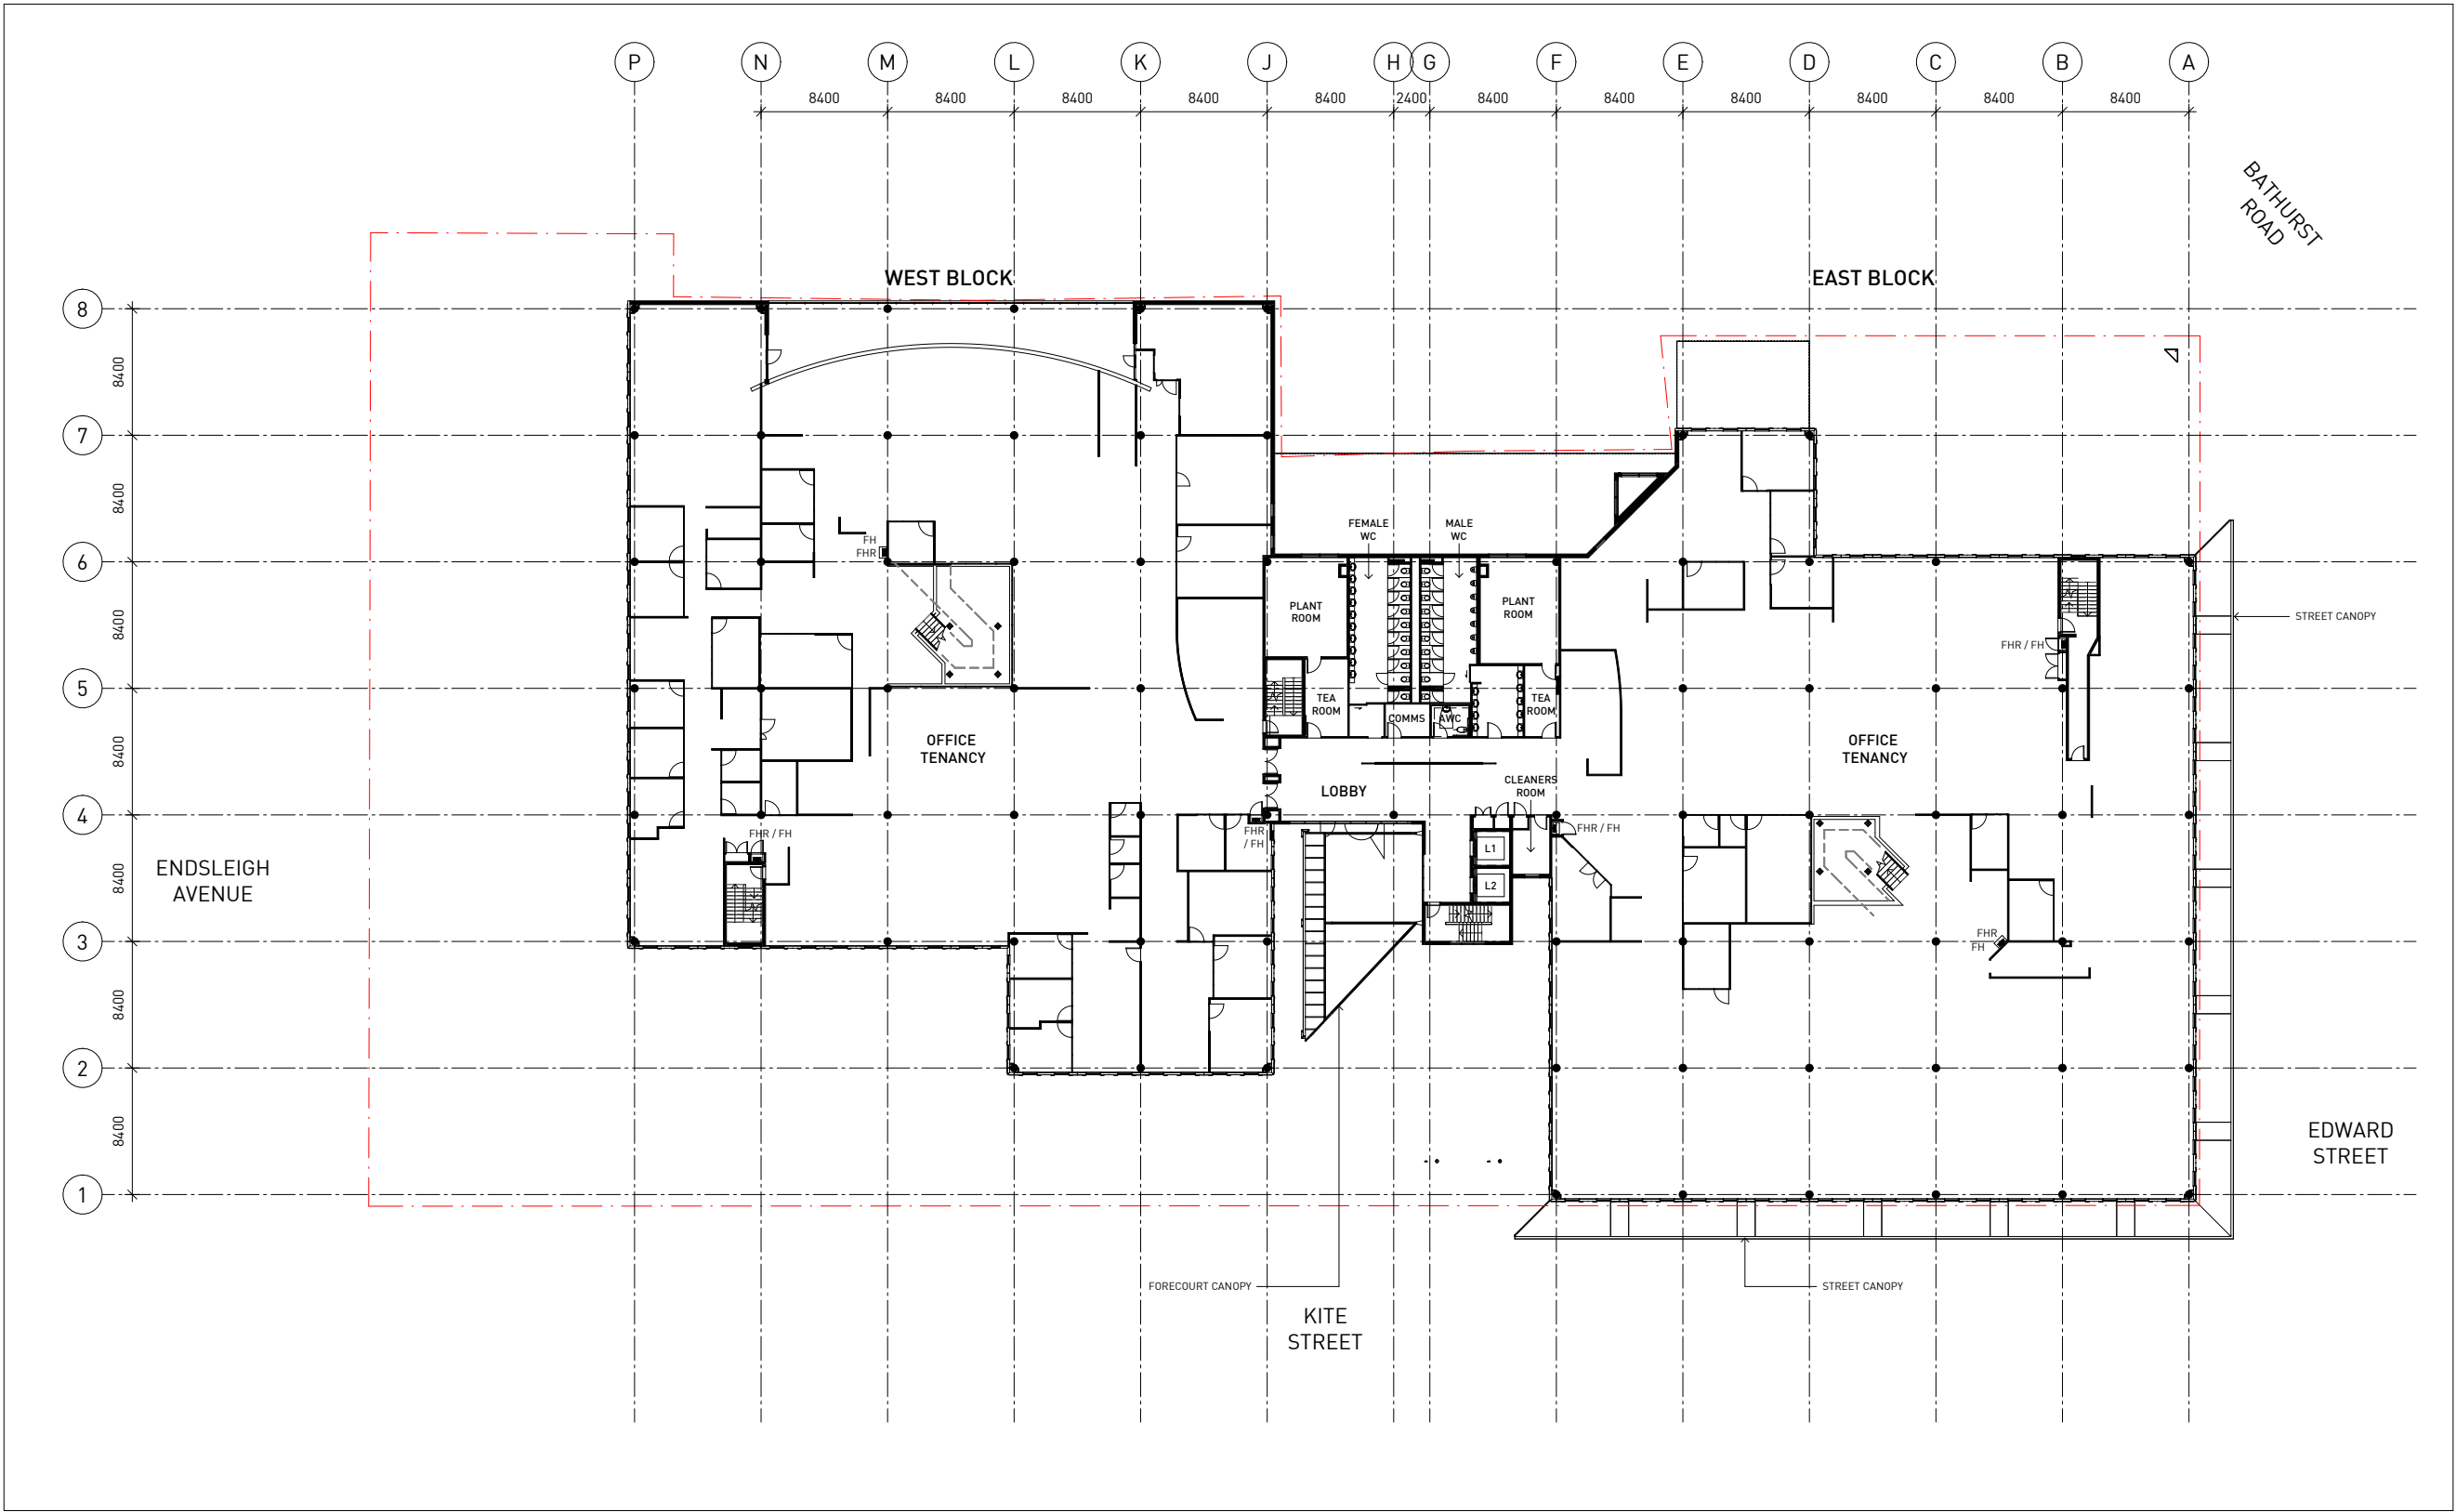 P
N
M
L
K
J
H
G
F
E
D
C
B
A
8400
8400
8400
8400
8400
2400
8400
8400
8400
8400
8400
8400
BATHURST
ROAD
WEST BLOCK
EAST BLOCK
8
8400
7
8400
6
8400
5
8400
4
8400
3
8400
2
8400
1
FEMALE
WC
MALE
WC
FH
FHR
PLANT
ROOM
PLANT
ROOM
STREET CANOPY
FHR / FH
TEA
ROOM
COMMS
AWC
TEA
ROOM
OFFICE
TENANCY
OFFICE
TENANCY
LOBBY
CLEANERS
ROOM
FHR / FH
FHR
/ FH
FHR / FH
L1
L2
ENDSLEIGH
AVENUE
FHR
FH
EDWARD
STREET
FORECOURT CANOPY
STREET CANOPY
KITE
STREET